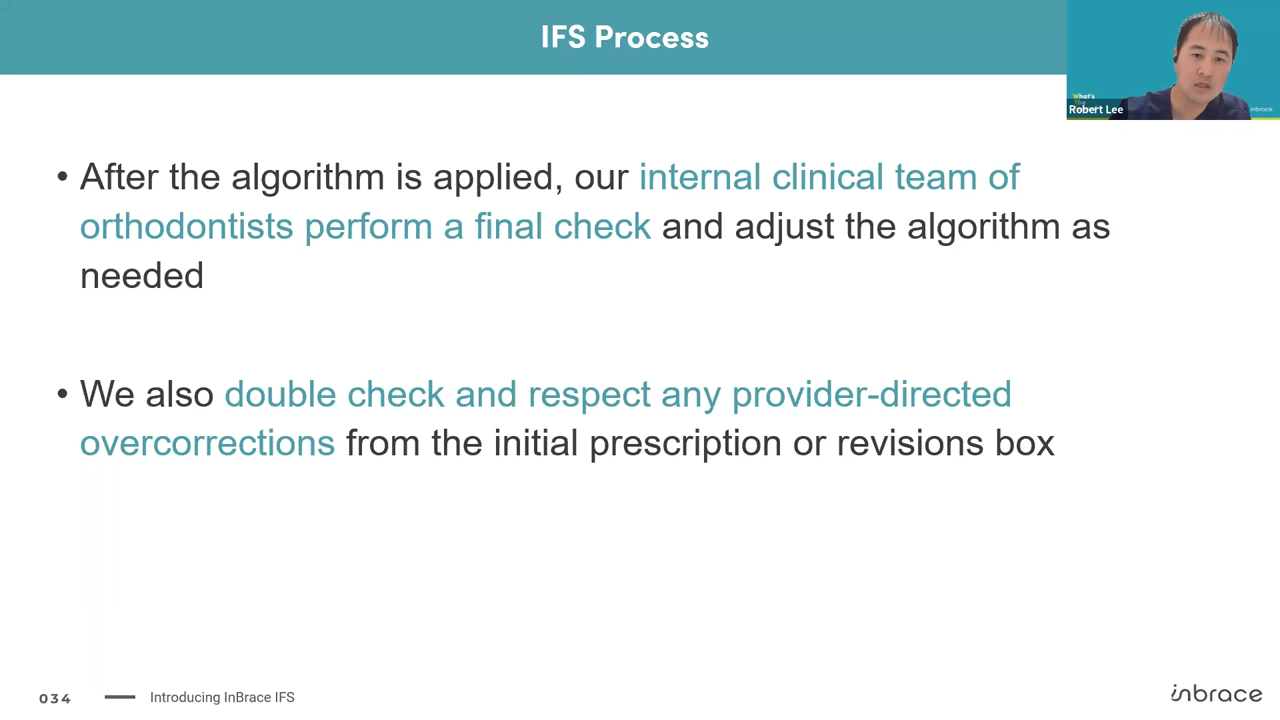 IFS Process
What's
The
Robert Lee
inbrace
• After the algorithm is applied, our internal clinical team of
orthodontists perform a final check and adjust the algorithm as
needed
• We also double check and respect any provider-directed
overcorrections from the initial prescription or revisions box
034
Introducing InBrace IFS
inbrace